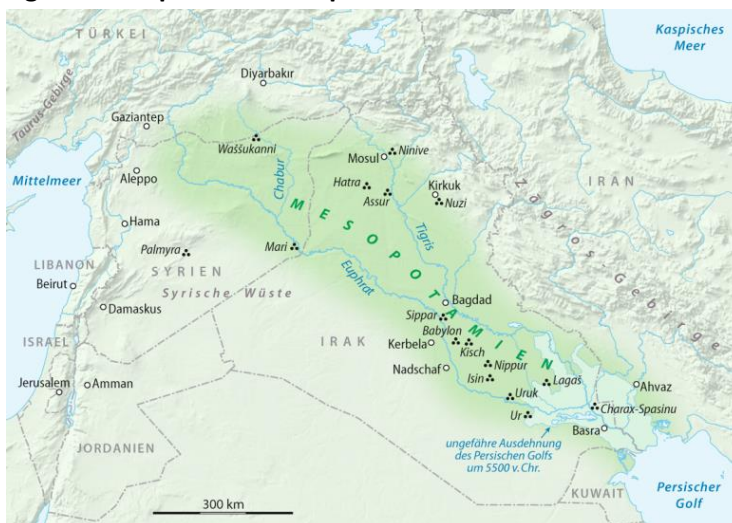 TÜRKEI
Kaspisches
Meer
Diyarbakır
Taurus-Gebirge
Gaziantep
Waššukanni
Mosul
Ninive
Mittelmeer
Aleppo
Chabur
Hatra
Assur
Kirkuk
Nuzi
IRAN
Zagros-Gebirge
Hama
MESOPOTAMIEN
Tigris
Palmyra
Mari
LIBANON
SYRIEN
Euphrat
Beirut
Syrische Wüste
Bagdad
Damaskus
Sippar
Babylon
ISRAEL
IRAK
Kerbela
Kisch
Nadschaf
Nippur
Isin
Lagaš
Ahvaz
Jerusalem
Amman
Uruk
Charax-Spasinu
Ur
Basra
ungefähre Ausdehnung
des Persischen Golfs
um 5500 v. Chr.
JORDANIEN
300 km
KUWAIT
Persischer
Golf